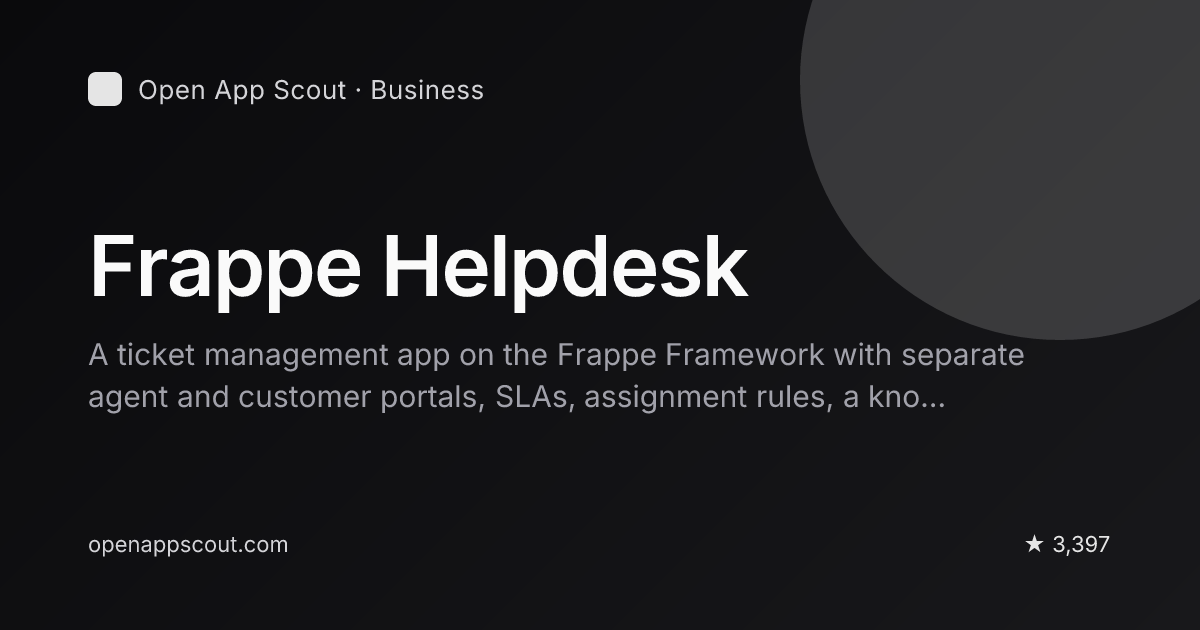 Open App Scout · Business
Frappe Helpdesk
A ticket management app on the Frappe Framework with separate
agent and customer portals, SLAs, assignment rules, a kno...
openappscout.com
★ 3,397